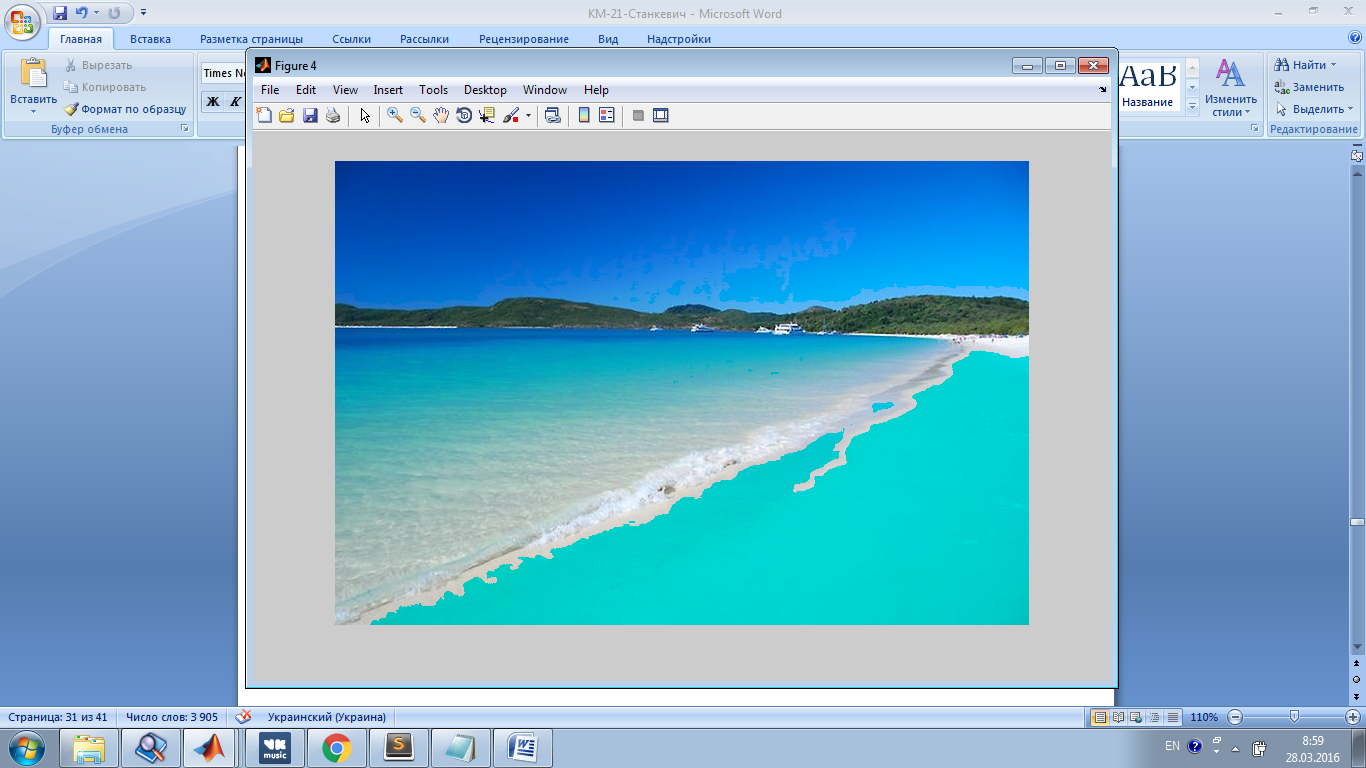 КМ-21-Станкевич - Microsoft Word
Главная Вставка Разметка страницы Ссылки Рассылки Рецензирование Вид Надстройки
Вставить
Вырезать
Копировать
Формат по образцу
Буфер обмена
Times
Ж К
Figure 4
File Edit View Insert Tools Desktop Window Help
АаВ
Название
Изменить
стили
Найти
Заменить
Выделить
Редактирование
Страница: 31 из 41 Число слов: 3 905 Украинский (Украина) 110%
VK
music
S
W
EN 8:59
28.03.2016